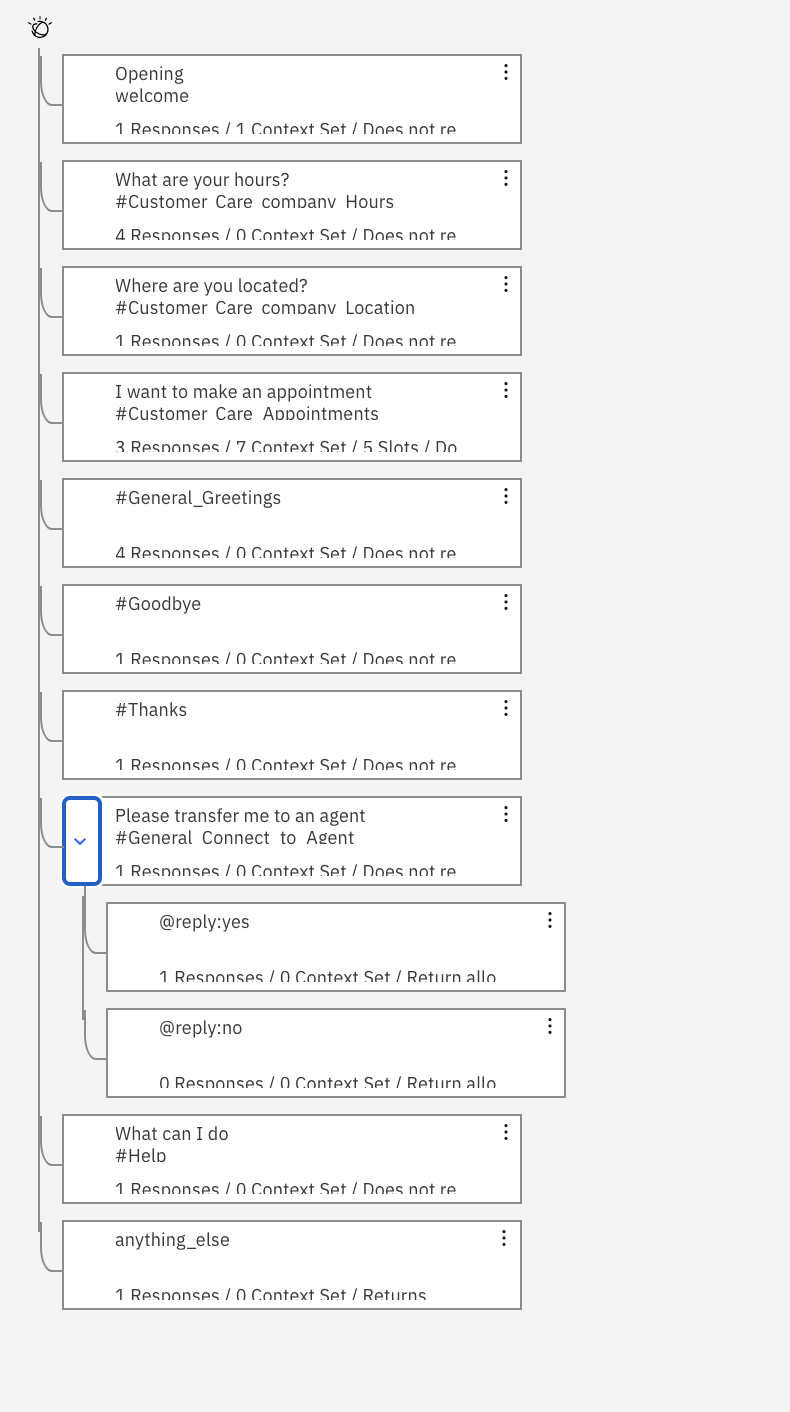 Opening
welcome
1 Responses / 1 Context Set / Does not re
What are your hours?
#Customer_Care_company_Hours
4 Responses / 0 Context Set / Does not re
Where are you located?
#Customer_Care_company_Location
1 Responses / 0 Context Set / Does not re
I want to make an appointment
#Customer_Care_Appointments
3 Responses / 7 Context Set / 5 Slots / Do
#General_Greetings
4 Responses / 0 Context Set / Does not re
#Goodbye
1 Responses / 0 Context Set / Does not re
#Thanks
1 Responses / 0 Context Set / Does not re
Please transfer me to an agent
#General_Connect_to_Agent
1 Responses / 0 Context Set / Does not re
@reply:yes
1 Responses / 0 Context Set / Return allo
@reply:no
0 Responses / 0 Context Set / Return allo
What can I do
#Help
1 Responses / 0 Context Set / Does not re
anything_else
1 Responses / 0 Context Set / Returns